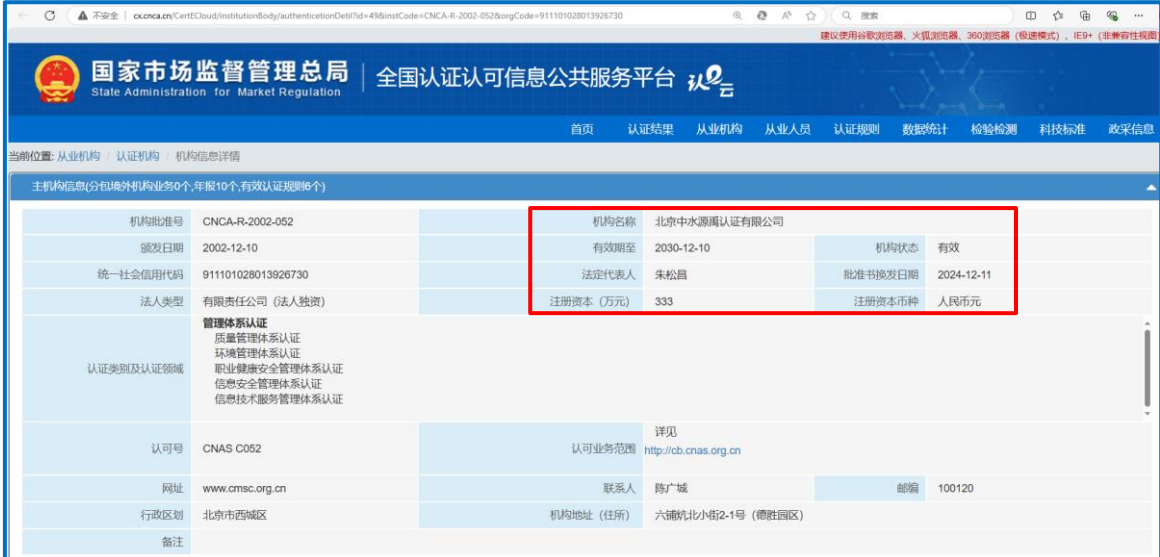 不安全 cx.cnca.cn/CertECloud/institutionBody/authenticetionDetil?id=49&instCode=CNCA-R-2002-052&orgCode=911101028013926730 搜索
建议使用谷歌浏览器、火狐浏览器、360浏览器（极速模式）、IE9+（非兼容性视图
国家市场监督管理总局 全国认证认可信息公共服务平台 认e云
State Administration for Market Regulation
首页 认证结果 从业机构 从业人员 认证规则 数据统计 检验检测 科技标准 政采信息
当前位置: 从业机构 / 认证机构 / 机构信息详情
主机构信息(分包境外机构业务0个,年报10个,有效认证规则6个)
机构批准号 CNCA-R-2002-052 机构名称 北京中水源禹认证有限公司
颁发日期 2002-12-10 有效期至 2030-12-10 机构状态 有效
统一社会信用代码 911101028013926730 法定代表人 朱松昌 批准书换发日期 2024-12-11
法人类型 有限责任公司（法人独资） 注册资本（万元） 333 注册资本币种 人民币元
认证类别及认证领域
管理体系认证
质量管理体系认证
环境管理体系认证
职业健康安全管理体系认证
信息安全管理体系认证
信息技术服务管理体系认证
认可号 CNAS C052 认可业务范围 详见
http://cb.cnas.org.cn
网址 www.cmsc.org.cn 联系人 陈广城 邮编 100120
行政区划 北京市西城区 机构地址（住所） 六铺炕北小街2-1号（德胜园区）
备注